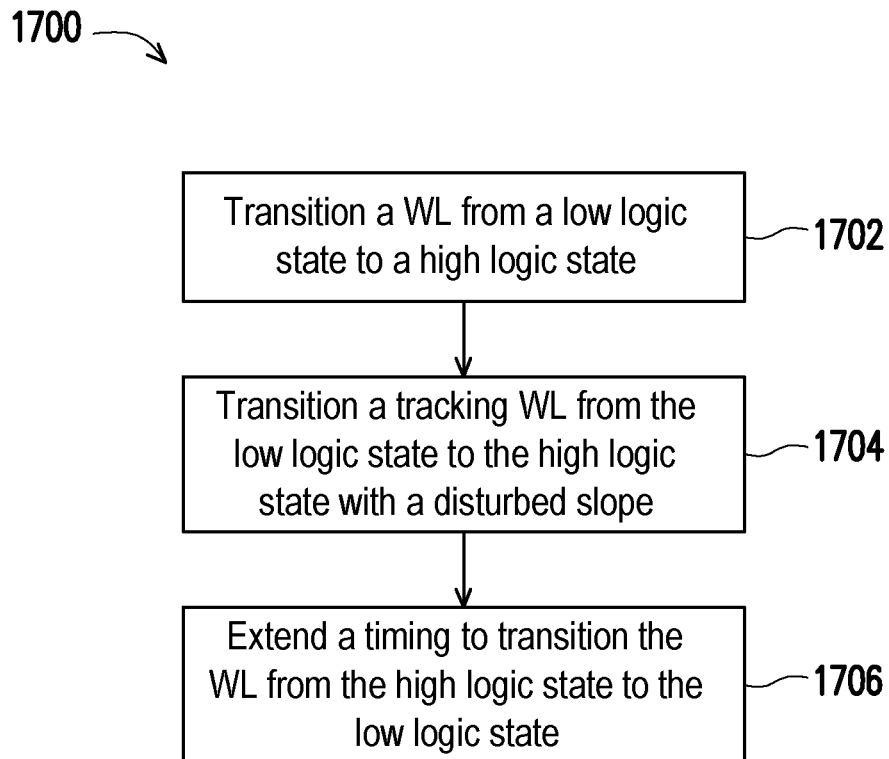 1700
Transition a WL from a low logic
state to a high logic state
1702
Transition a tracking WL from the
low logic state to the high logic
state with a disturbed slope
1704
Extend a timing to transition the
WL from the high logic state to the
low logic state
1706